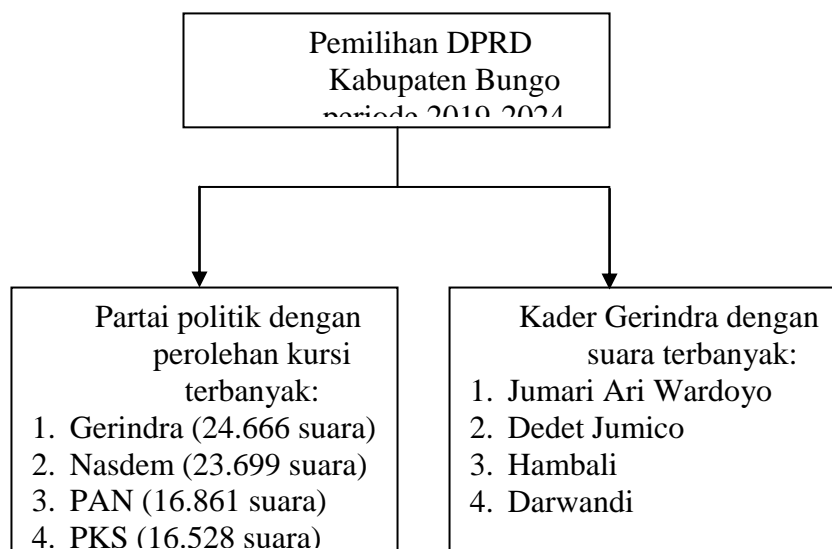 Pemilihan DPRD
Kabupaten Bungo
periode 2019-2024
Partai politik dengan
perolehan kursi
terbanyak:
1. Gerindra (24.666 suara)
2. Nasdem (23.699 suara)
3. PAN (16.861 suara)
4. PKS (16.528 suara)
Kader Gerindra dengan
suara terbanyak:
1. Jumari Ari Wardoyo
2. Dedet Jumico
3. Hambali
4. Darwandi